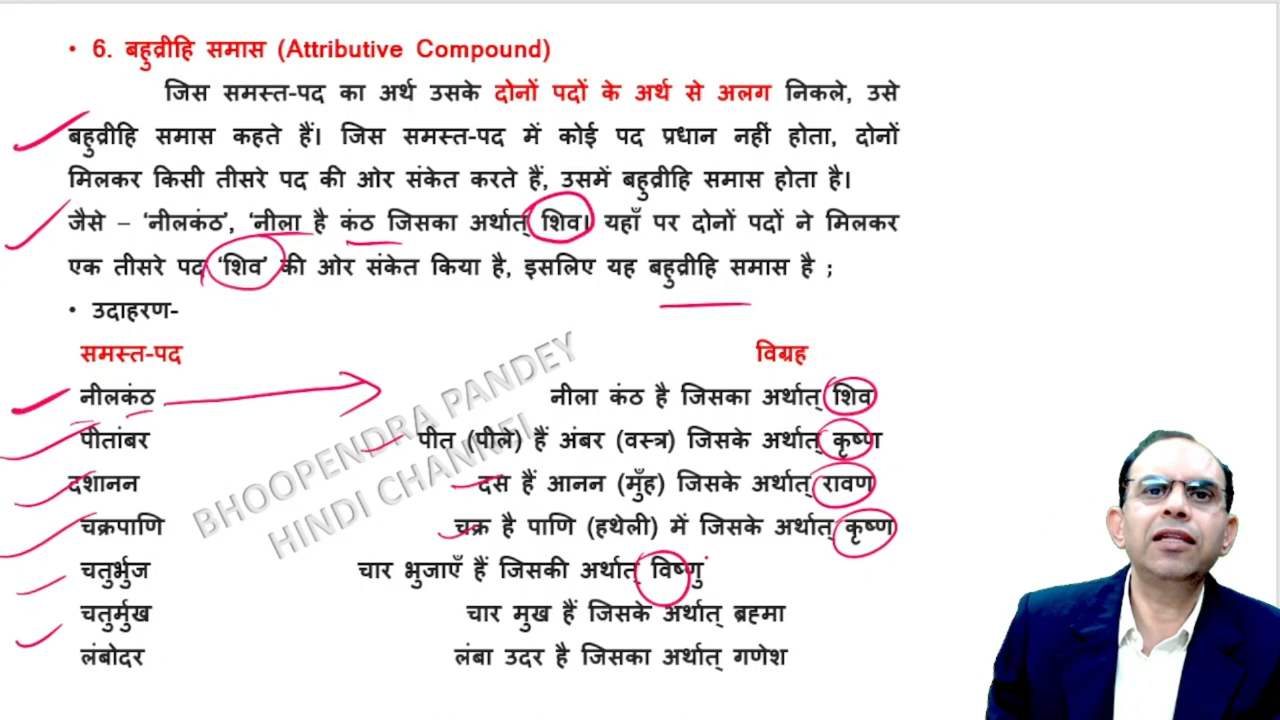 • 6. बहुव्रीहि समास (Attributive Compound)
जिस समस्त-पद का अर्थ उसके दोनों पदों के अर्थ से अलग निकले, उसे
बहुव्रीहि समास कहते हैं। जिस समस्त-पद में कोई पद प्रधान नहीं होता, दोनों
मिलकर किसी तीसरे पद की ओर संकेत करते हैं, उसमें बहुव्रीहि समास होता है।
जैसे – 'नीलकंठ', 'नीला है कंठ जिसका अर्थात् शिव। यहाँ पर दोनों पदों ने मिलकर
एक तीसरे पद 'शिव' की ओर संकेत किया है, इसलिए यह बहुव्रीहि समास है ;
• उदाहरण-
समस्त-पद विग्रह
नीलकंठ नीला कंठ है जिसका अर्थात् शिव
पीतांबर पीत (पीले) हैं अंबर (वस्त्र) जिसके अर्थात् कृष्ण
दशानन दस हैं आनन (मुँह) जिसके अर्थात् रावण
चक्रपाणि चक्र है पाणि (हथेली) में जिसके अर्थात् कृष्ण
चतुर्भुज चार भुजाएँ हैं जिसकी अर्थात् विष्णु
चतुर्मुख चार मुख हैं जिसके अर्थात् ब्रह्मा
लंबोदर लंबा उदर है जिसका अर्थात् गणेश
BHOOPENDRA PANDEY
HINDI CHANNEL